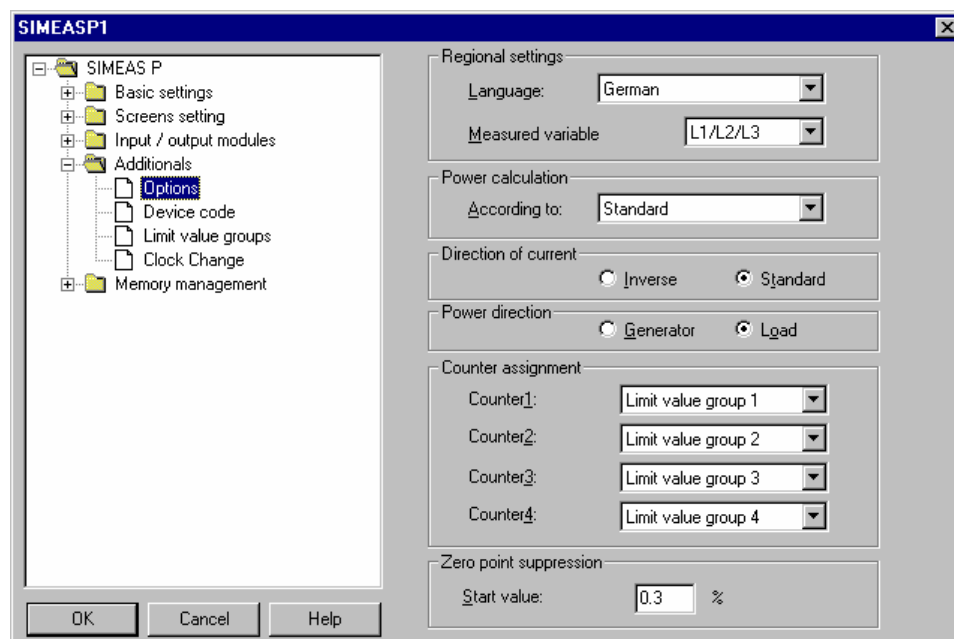 SIMEASP1
SIMEAS P
Basic settings
Screens setting
Input / output modules
Additionals
Options
Device code
Limit value groups
Clock Change
Memory management
OK
Cancel
Help
Regional settings
Language: German
Measured variable L1/L2/L3
Power calculation
According to: Standard
Direction of current
Inverse Standard
Power direction
Generator Load
Counter assignment
Counter1: Limit value group 1
Counter2: Limit value group 2
Counter3: Limit value group 3
Counter4: Limit value group 4
Zero point suppression
Start value: 0.3 %